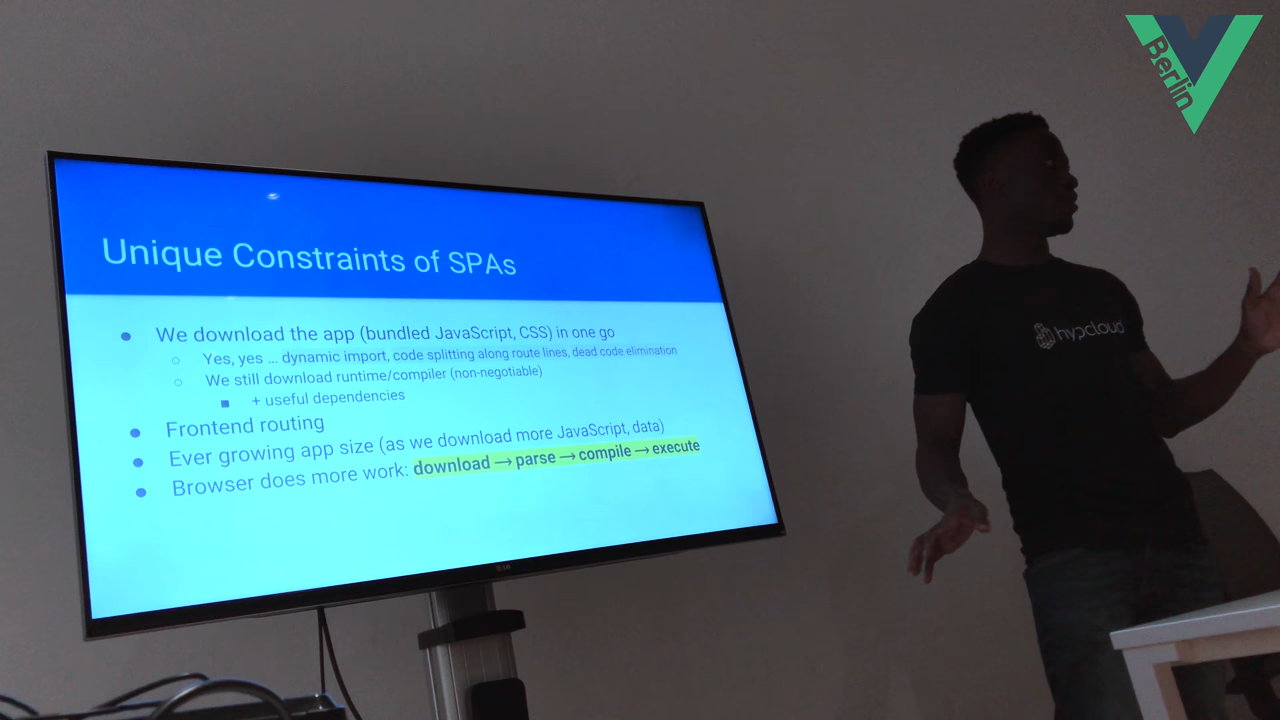 Unique Constraints of SPAs
● We download the app (bundled JavaScript, CSS) in one go
○ Yes, yes ... dynamic import, code splitting along route lines, dead code elimination
○ We still download runtime/compiler (non-negotiable)
■ + useful dependencies
● Frontend routing
● Ever growing app size (as we download more JavaScript, data)
● Browser does more work: download → parse → compile → execute
LG
hypcloud
Berlin